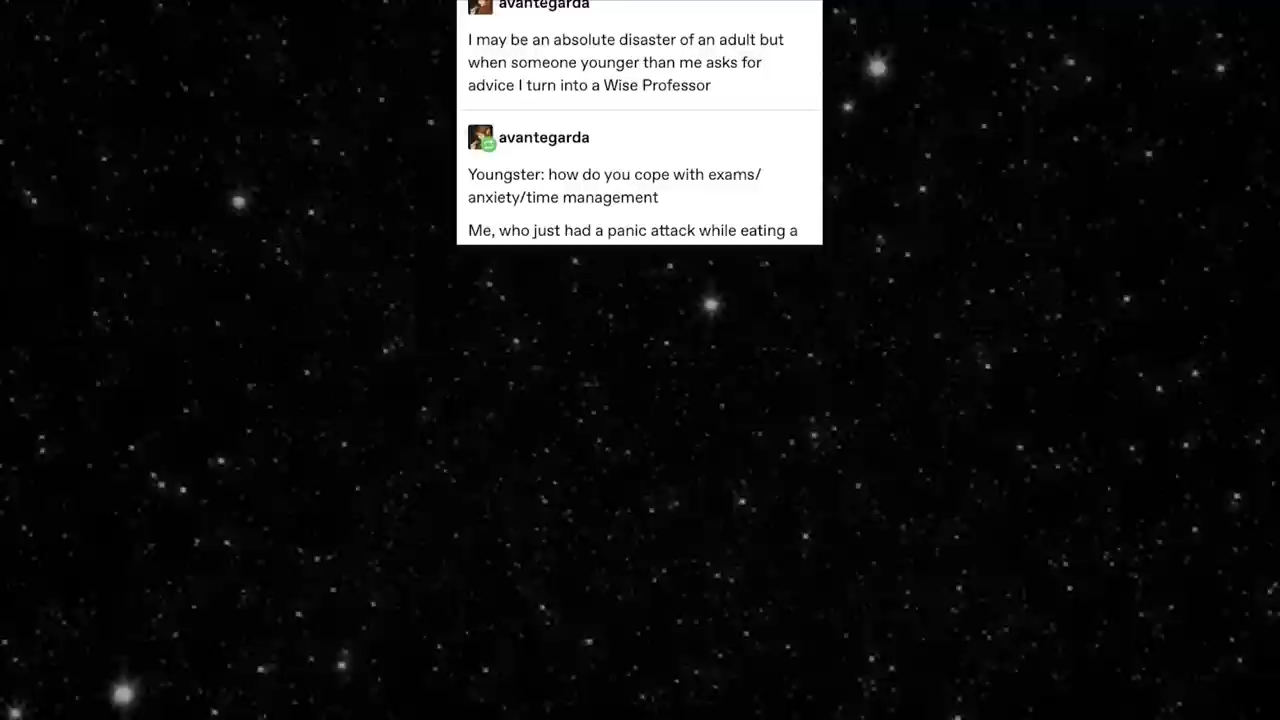 avantegarda
I may be an absolute disaster of an adult but
when someone younger than me asks for
advice I turn into a Wise Professor
avantegarda
Youngster: how do you cope with exams/
anxiety/time management
Me, who just had a panic attack while eating a